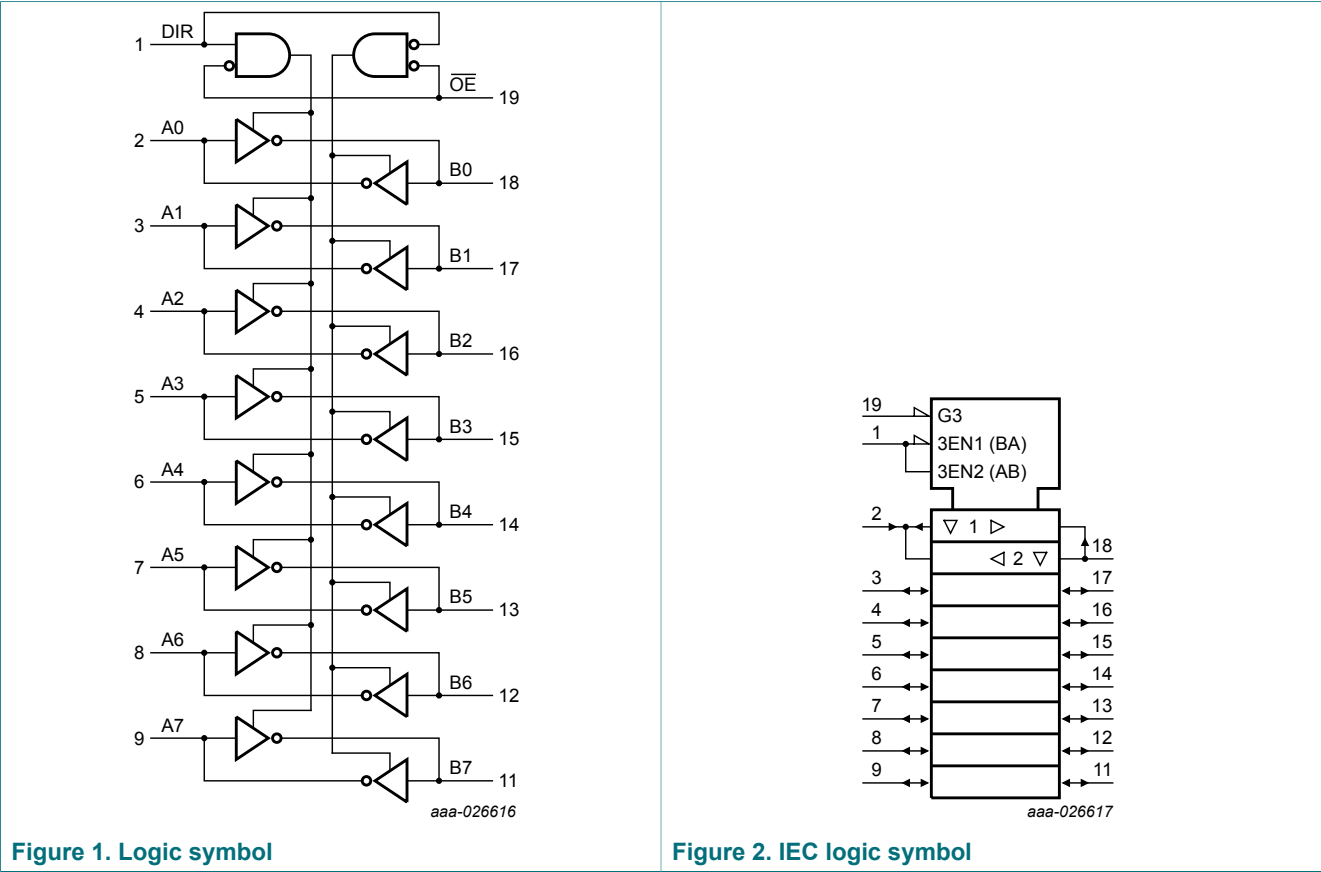 1 DIR
O̅E̅
19
2 A0
B0 18
3 A1
B1 17
4 A2
B2 16
5 A3
B3 15
6 A4
B4 14
7 A5
B5 13
8 A6
B6 12
9 A7
B7 11
aaa-026616
Figure 1. Logic symbol
19 G3
1 3EN1 (BA)
3EN2 (AB)
2 ▽ 1 ▷
◁ 2 ▽ 18
3 17
4 16
5 15
6 14
7 13
8 12
9 11
aaa-026617
Figure 2. IEC logic symbol